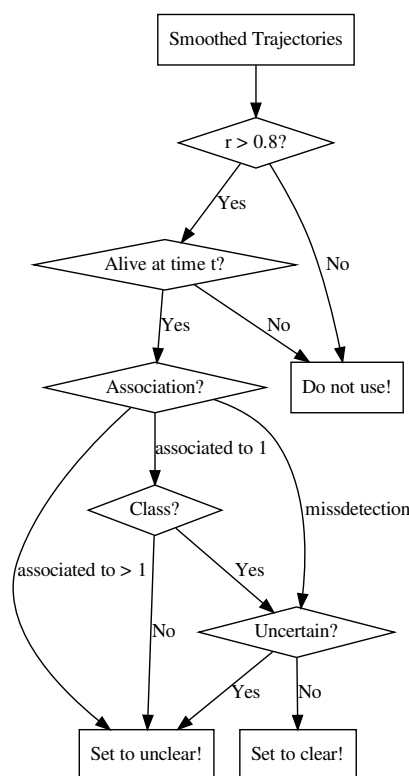 Smoothed Trajectories
r > 0.8?
Yes
Alive at time t?
No
Yes
No
Association?
Do not use!
associated to 1
Class?
missdetection
associated to > 1
Yes
No
Uncertain?
Yes
No
Set to unclear!
Set to clear!